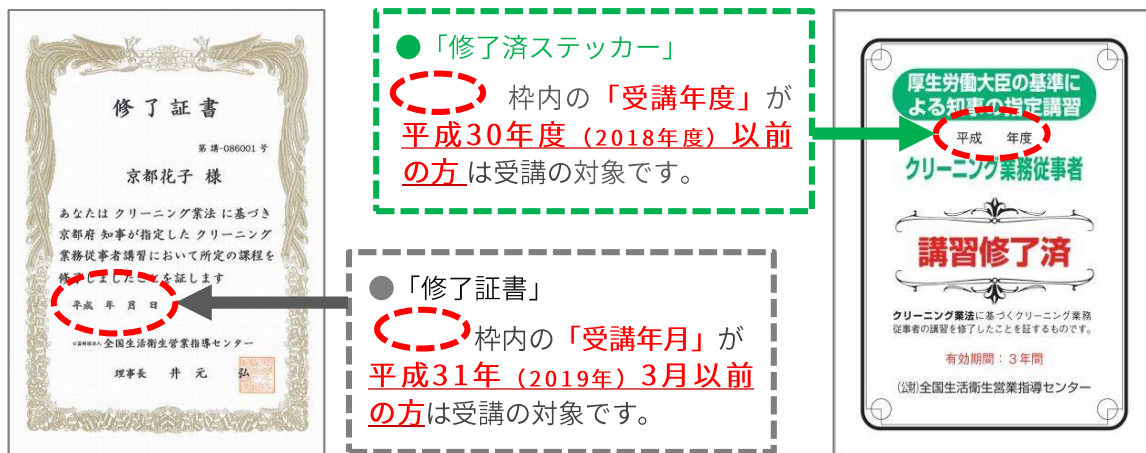 修了証書
第 講-086001 号
京都花子 様
あなたは クリーニング業法 に基づき
京都府 知事が指定した クリーニング
業務従事者講習において所定の課程を
修了しましたことを証します
平成 年 月 日
公益財団法人 全国生活衛生営業指導センター
理事長 井 元 弘
●「修了済ステッカー」
枠内の「受講年度」が
平成30年度（2018年度）以前
の方は受講の対象です。
●「修了証書」
枠内の「受講年月」が
平成31年（2019年）3月以前
の方は受講の対象です。
厚生労働大臣の基準に
よる知事の指定講習
平成 年度
クリーニング業務従事者
講習修了済
クリーニング業法に基づくクリーニング業務
従事者の講習を修了したことを証するものです。
有効期間：３年間
(公財)全国生活衛生営業指導センター